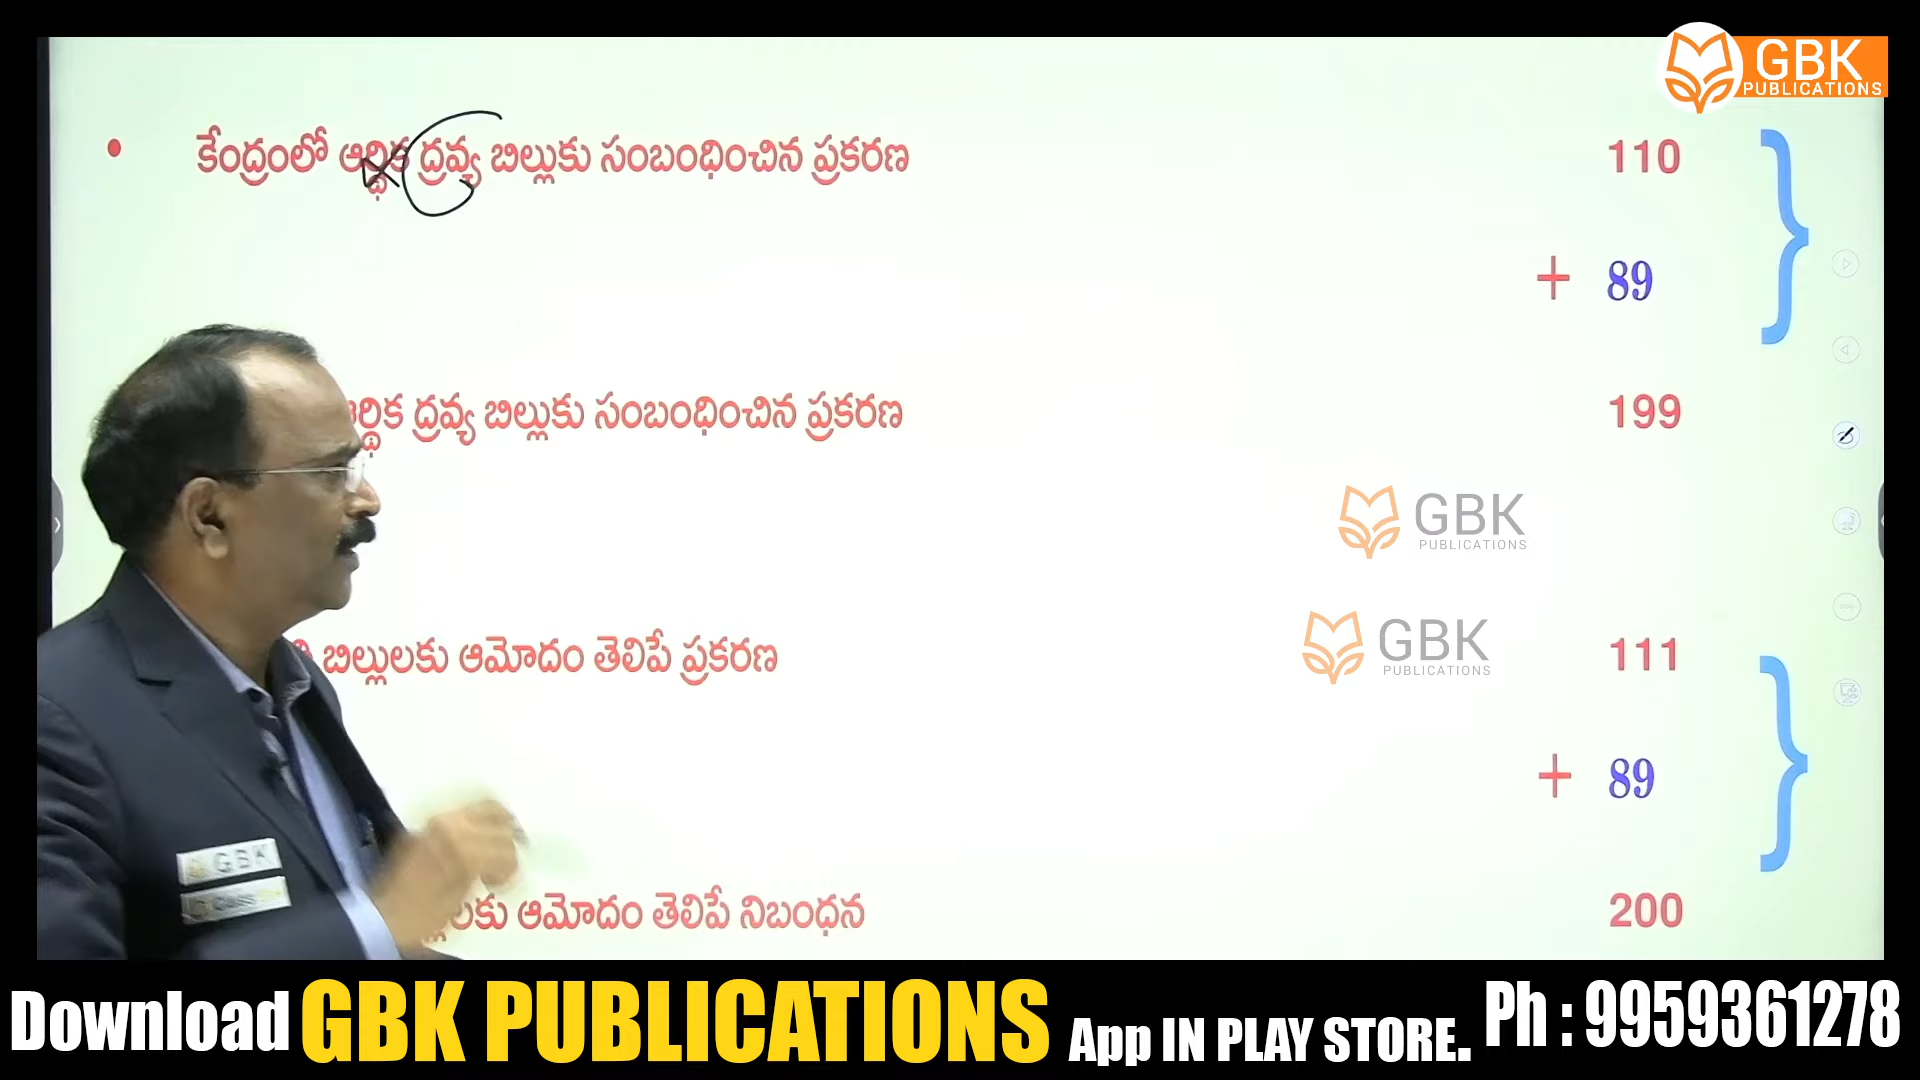 GBK
PUBLICATIONS
కేంద్రంలో ఆర్థిక ద్రవ్య బిల్లుకు సంబంధించిన ప్రకరణ 110
+ 89
ద్రవ్య బిల్లుకు సంబంధించిన ప్రకరణ 199
GBK
PUBLICATIONS
GBK
PUBLICATIONS
బిల్లులకు ఆమోదం తెలిపే ప్రకరణ 111
+ 89
ఆమోదం తెలిపే నిబంధన 200
GBK
Download GBK PUBLICATIONS App IN PLAY STORE. Ph : 9959361278